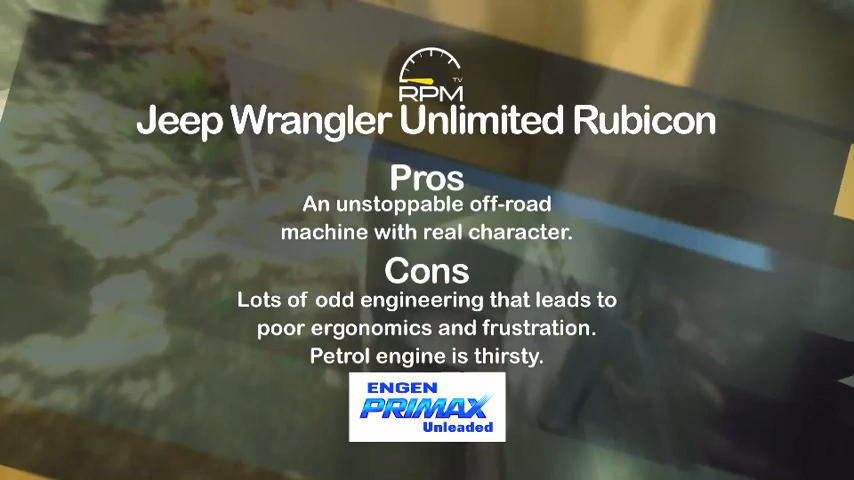 TV
RPM
Jeep Wrangler Unlimited Rubicon
Pros
An unstoppable off-road
machine with real character.
Cons
Lots of odd engineering that leads to
poor ergonomics and frustration.
Petrol engine is thirsty.
ENGEN
PRIMAX
Unleaded